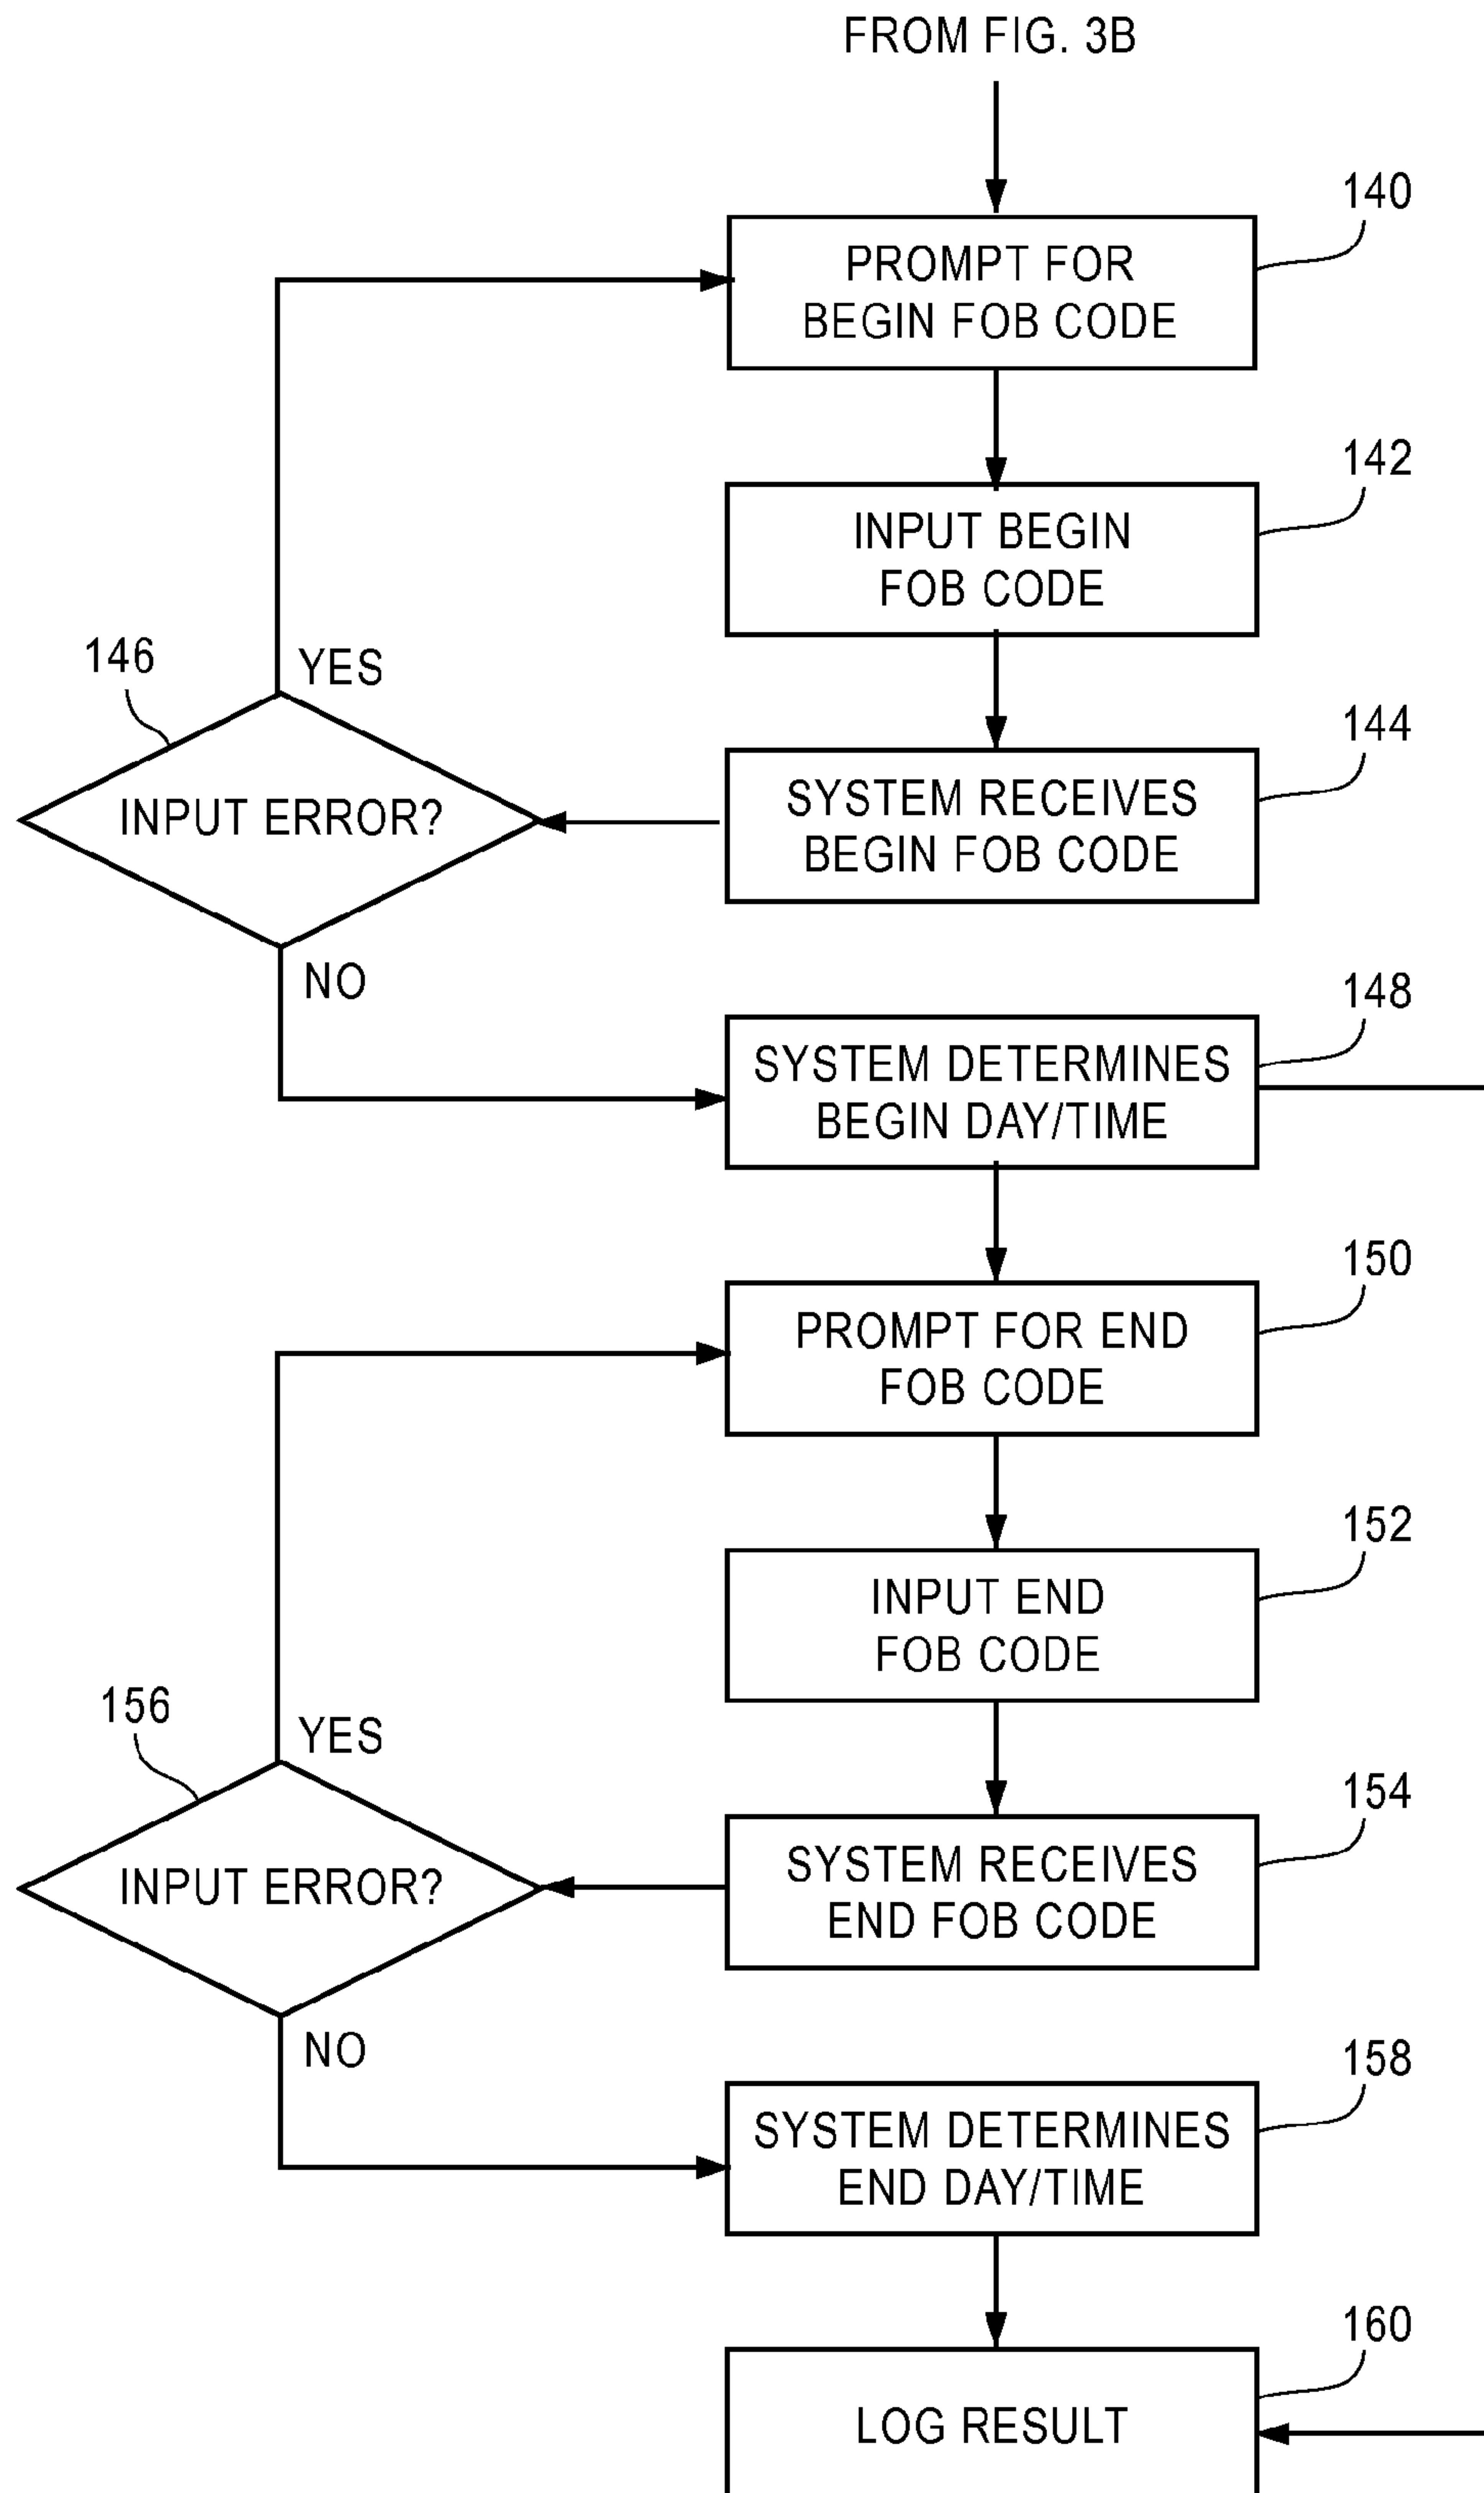 FROM FIG. 3B
140
PROMPT FOR
BEGIN FOB CODE
142
INPUT BEGIN
FOB CODE
144
SYSTEM RECEIVES
BEGIN FOB CODE
146
YES
INPUT ERROR?
NO
148
SYSTEM DETERMINES
BEGIN DAY/TIME
150
PROMPT FOR END
FOB CODE
152
INPUT END
FOB CODE
154
SYSTEM RECEIVES
END FOB CODE
156
YES
INPUT ERROR?
NO
158
SYSTEM DETERMINES
END DAY/TIME
160
LOG RESULT